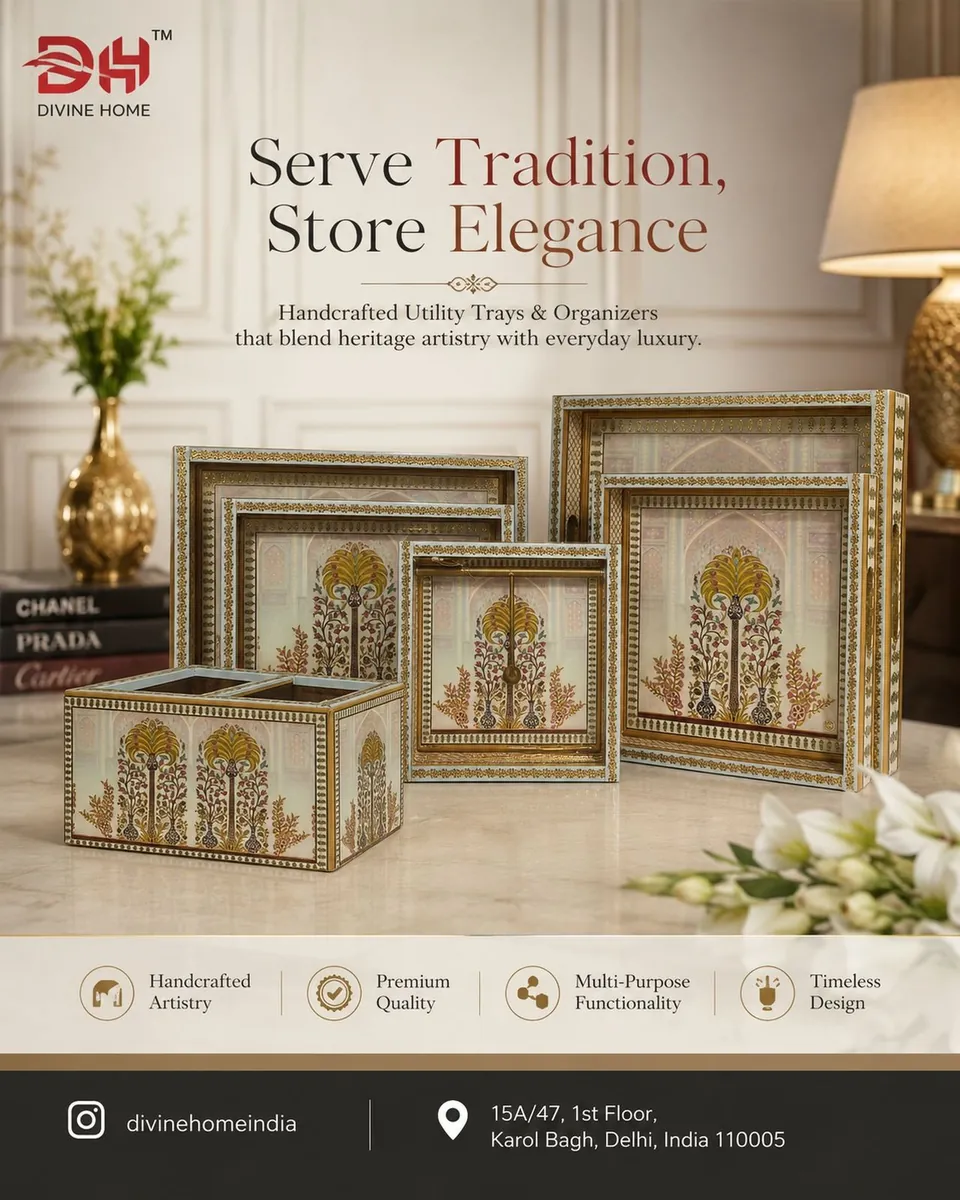 DH™
DIVINE HOME
Serve Tradition,
Store Elegance
Handcrafted Utility Trays & Organizers
that blend heritage artistry with everyday luxury.
CHANEL
PRADA
Cartier
Handcrafted
Artistry
Premium
Quality
Multi-Purpose
Functionality
Timeless
Design
divinehomeindia
15A/47, 1st Floor,
Karol Bagh, Delhi, India 110005